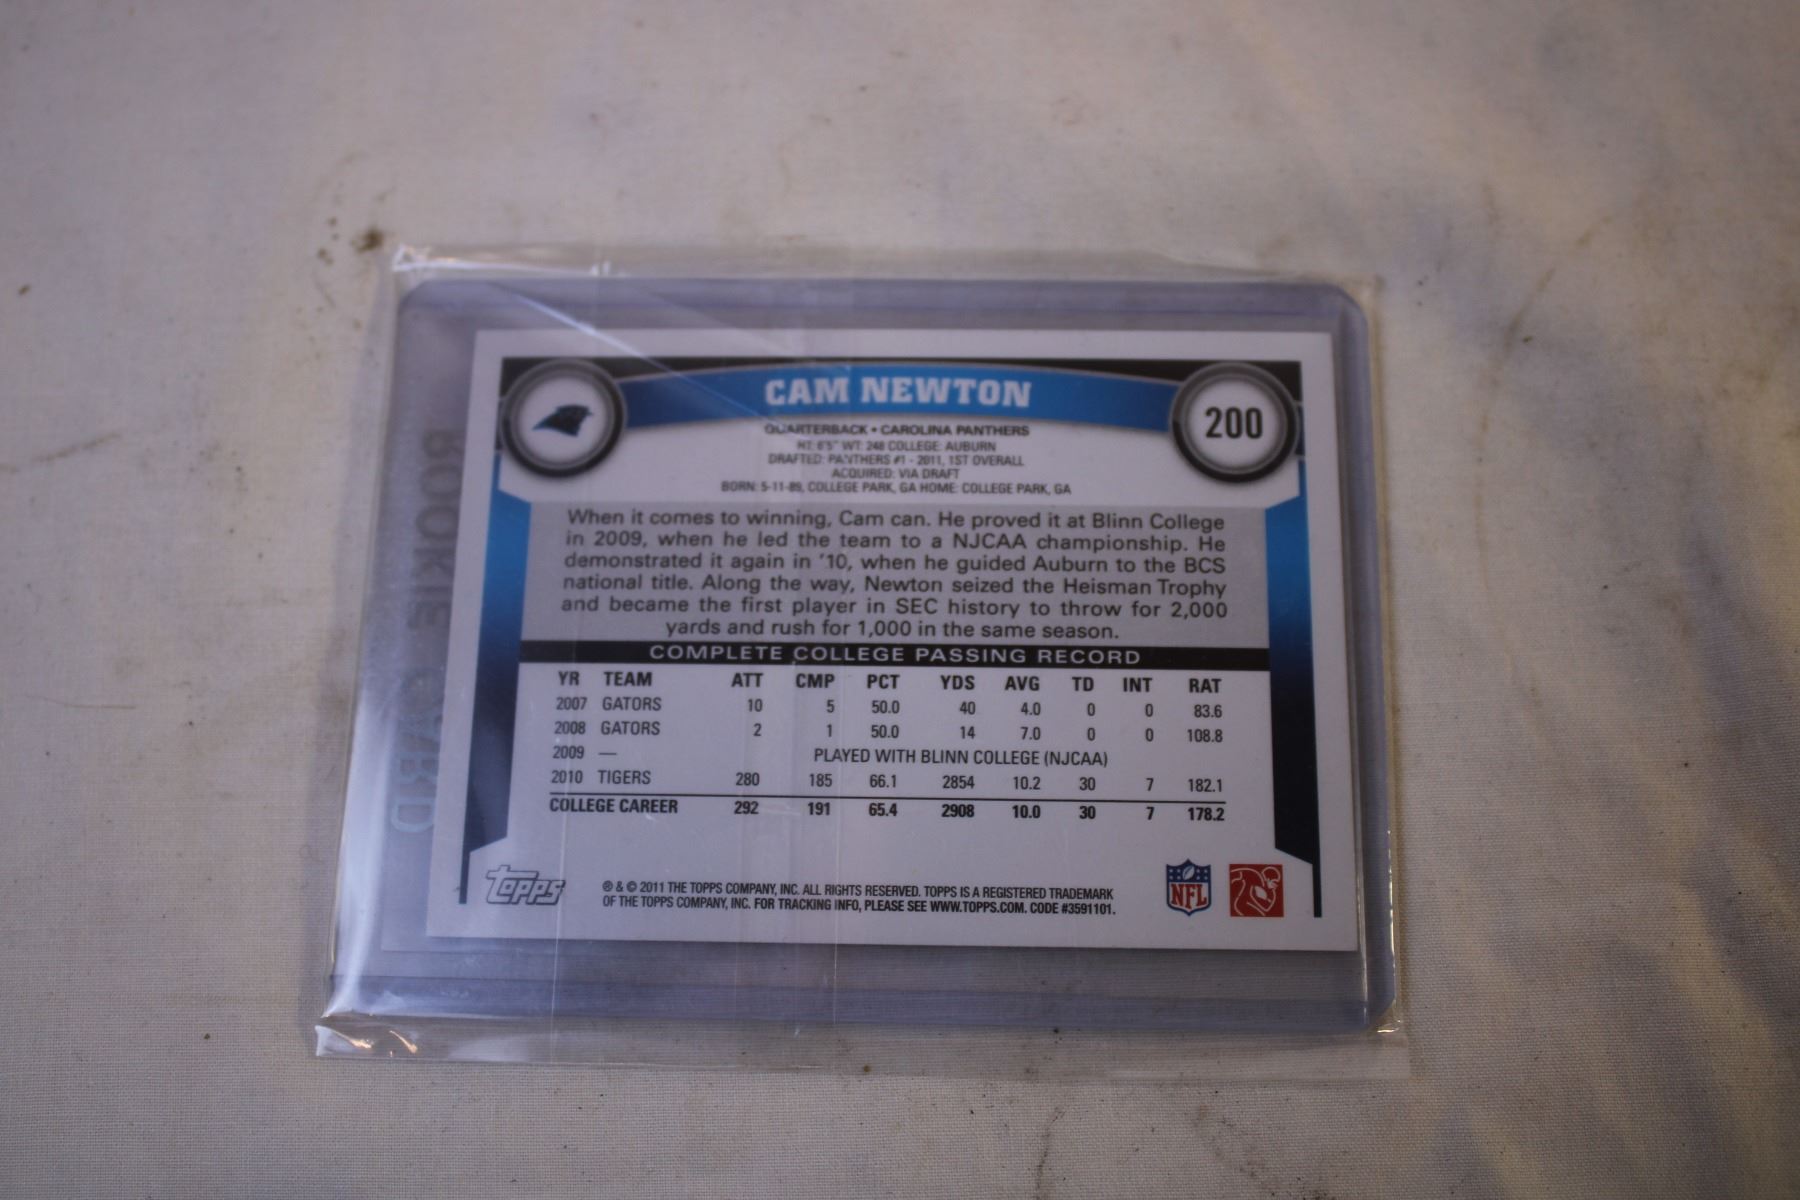 CAM NEWTON
200
QUARTERBACK • CAROLINA PANTHERS
HT: 6'5" WT: 248 COLLEGE: AUBURN
DRAFTED: PANTHERS #1 - 2011, 1ST OVERALL
ACQUIRED: VIA DRAFT
BORN: 5-11-89, COLLEGE PARK, GA HOME: COLLEGE PARK, GA
When it comes to winning, Cam can. He proved it at Blinn College
in 2009, when he led the team to a NJCAA championship. He
demonstrated it again in '10, when he guided Auburn to the BCS
national title. Along the way, Newton seized the Heisman Trophy
and became the first player in SEC history to throw for 2,000
yards and rush for 1,000 in the same season.
COMPLETE COLLEGE PASSING RECORD
YR TEAM ATT CMP PCT YDS AVG TD INT RAT
2007 GATORS 10 5 50.0 40 4.0 0 0 83.6
2008 GATORS 2 1 50.0 14 7.0 0 0 108.8
2009 — PLAYED WITH BLINN COLLEGE (NJCAA)
2010 TIGERS 280 185 66.1 2854 10.2 30 7 182.1
COLLEGE CAREER 292 191 65.4 2908 10.0 30 7 178.2
Topps
® & © 2011 THE TOPPS COMPANY, INC. ALL RIGHTS RESERVED. TOPPS IS A REGISTERED TRADEMARK
OF THE TOPPS COMPANY, INC. FOR TRACKING INFO, PLEASE SEE WWW.TOPPS.COM. CODE #3591101.
NFL
ROOKIE CARD